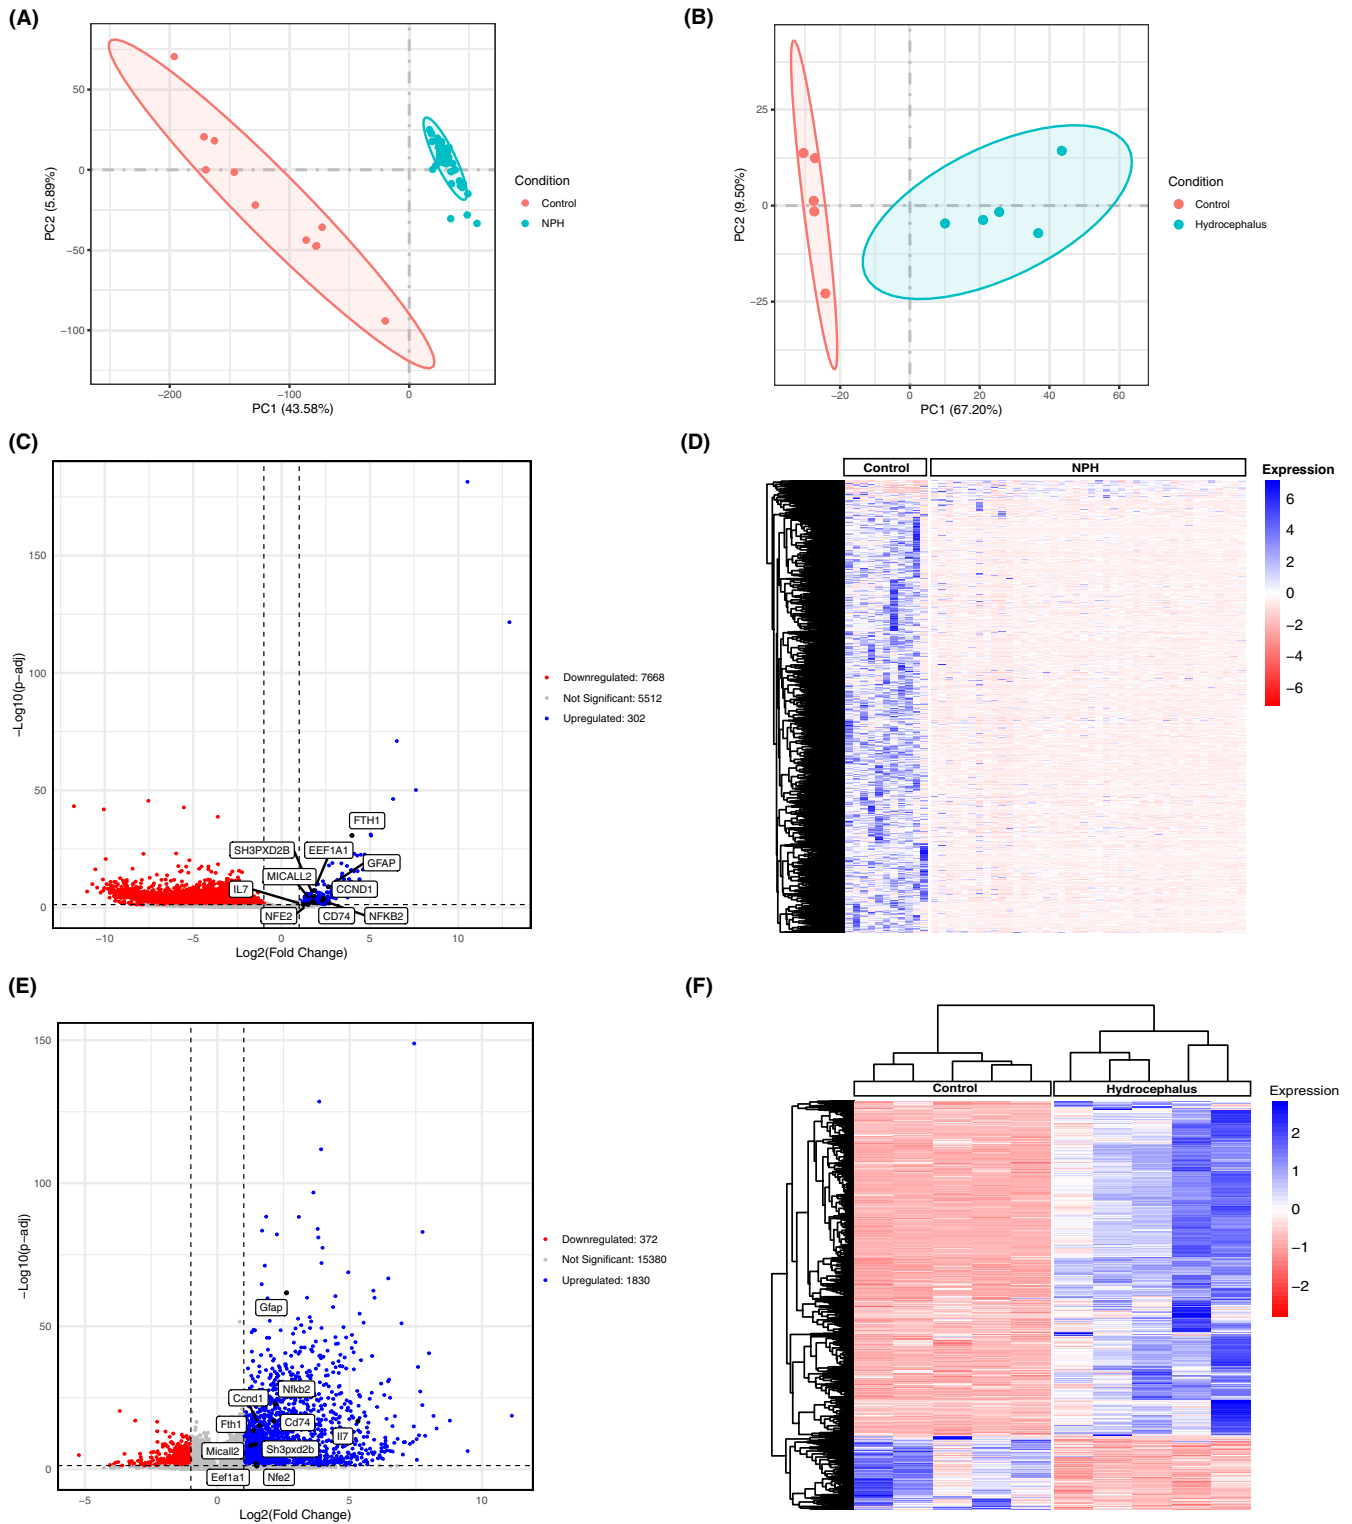 (A)
50
0
−50
−100
−200
−100
0
PC2 (5.89%)
PC1 (43.58%)
Condition
Control
NPH
(B)
25
0
−25
−20
0
20
40
60
PC2 (9.50%)
PC1 (67.20%)
Condition
Control
Hydrocephalus
(C)
150
100
50
0
−10
−5
0
5
10
−Log10(p−adj)
Log2(Fold Change)
FTH1
SH3PXD2B
EEF1A1
GFAP
MICALL2
IL7
CCND1
NFE2
CD74
NFKB2
Downregulated: 7668
Not Significant: 5512
Upregulated: 302
(D)
Control
NPH
Expression
6
4
2
0
−2
−4
−6
(E)
150
100
50
0
−5
0
5
10
−Log10(p−adj)
Log2(Fold Change)
Gfap
Nfkb2
Ccnd1
Fth1
Cd74
Il7
Micall2
Sh3pxd2b
Eef1a1
Nfe2
Downregulated: 372
Not Significant: 15380
Upregulated: 1830
(F)
Control
Hydrocephalus
Expression
2
1
0
−1
−2